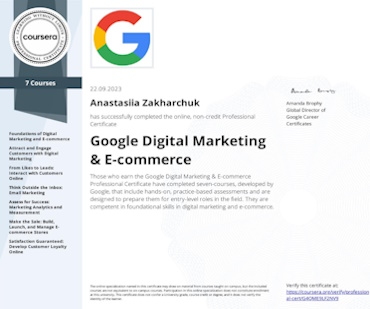 LEARNING WITHOUT LIMITS
coursera
PROFESSIONAL CERTIFICATE
7 Courses
Foundations of Digital
Marketing and E-commerce
Attract and Engage
Customers with Digital
Marketing
From Likes to Leads:
Interact with Customers
Online
Think Outside the Inbox:
Email Marketing
Assess for Success:
Marketing Analytics and
Measurement
Make the Sale: Build,
Launch, and Manage E-
commerce Stores
Satisfaction Guaranteed:
Develop Customer Loyalty
Online
22.09.2023
Anastasiia Zakharchuk
has successfully completed the online, non-credit Professional
Certificate
Google Digital Marketing
& E-commerce
Those who earn the Google Digital Marketing & E-commerce
Professional Certificate have completed seven-courses, developed by
Google, that include hands-on, practice-based assessments and are
designed to prepare them for entry-level roles in the field. They are
competent in foundational skills in digital marketing and e-commerce.
Amanda Brophy
Global Director of
Google Career
Certificates
Verify this certificate at: